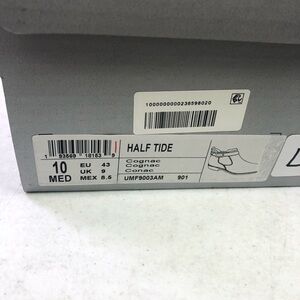 1000000000236598020
HALF TIDE
10 EU 43
UK 9
MED MEX 8.5
Cognac
Cognac
Conac
UMF9003AM 901